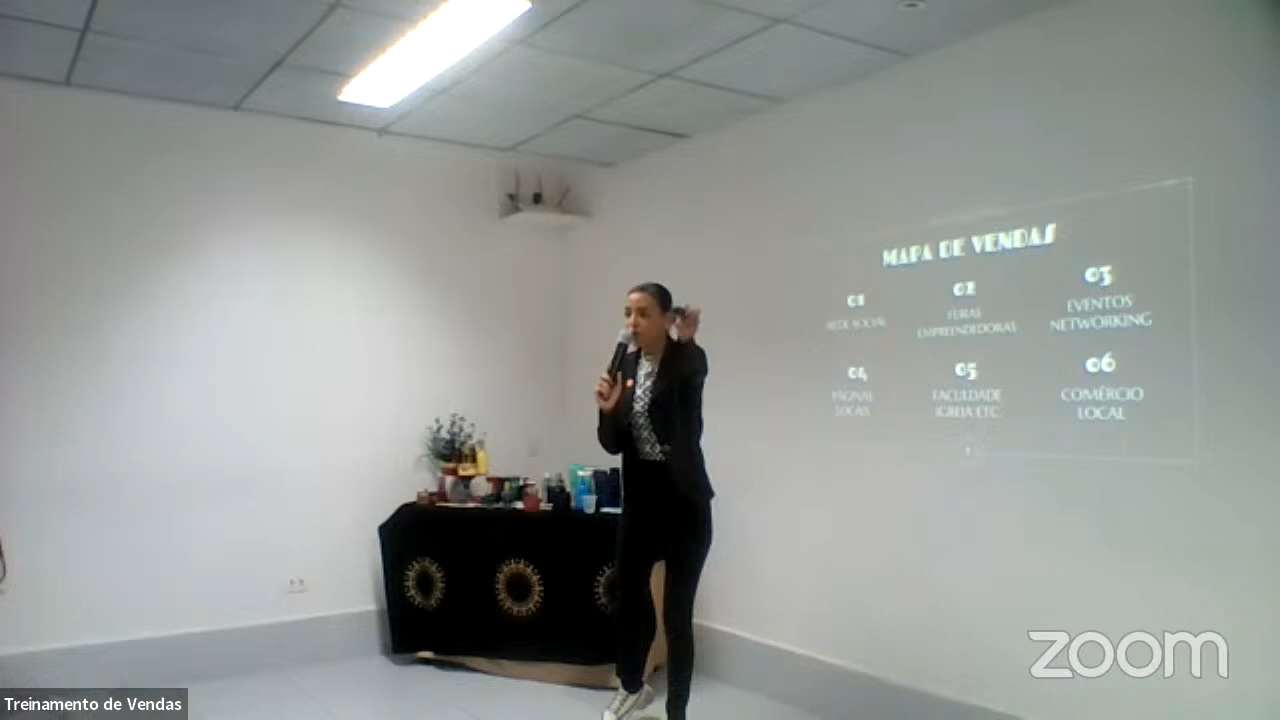 MAPA DE VENDAS
01
REDE SOCIAL
02
FEIRAS
EMPREENDEDORAS
03
EVENTOS
NETWORKING
04
PÁGINAS
LOCAIS
05
FACULDADE
IGREJA ETC
06
COMÉRCIO
LOCAL
zoom
Treinamento de Vendas